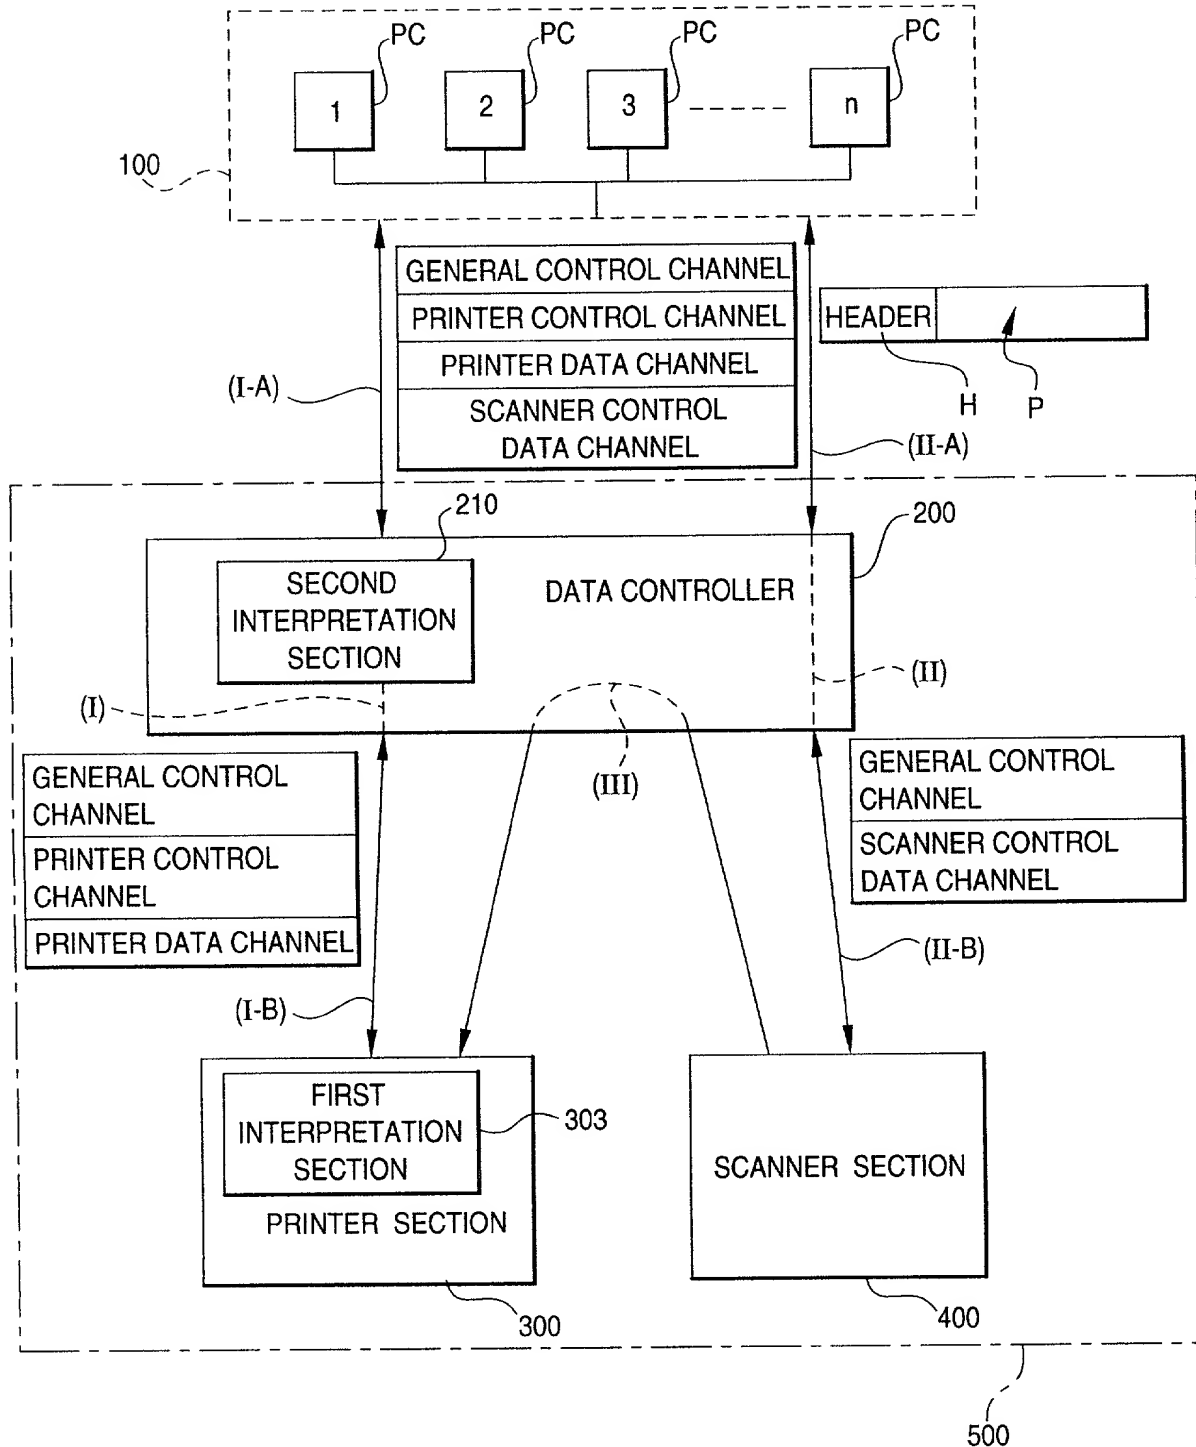 PC
PC
PC
PC
1
2
3
n
100
GENERAL CONTROL CHANNEL
PRINTER CONTROL CHANNEL
PRINTER DATA CHANNEL
SCANNER CONTROL
DATA CHANNEL
HEADER
H
P
(I-A)
(II-A)
210
200
SECOND
INTERPRETATION
SECTION
DATA CONTROLLER
(I)
(II)
(III)
GENERAL CONTROL
CHANNEL
PRINTER CONTROL
CHANNEL
PRINTER DATA CHANNEL
GENERAL CONTROL
CHANNEL
SCANNER CONTROL
DATA CHANNEL
(I-B)
(II-B)
FIRST
INTERPRETATION
SECTION
303
PRINTER SECTION
SCANNER SECTION
300
400
500